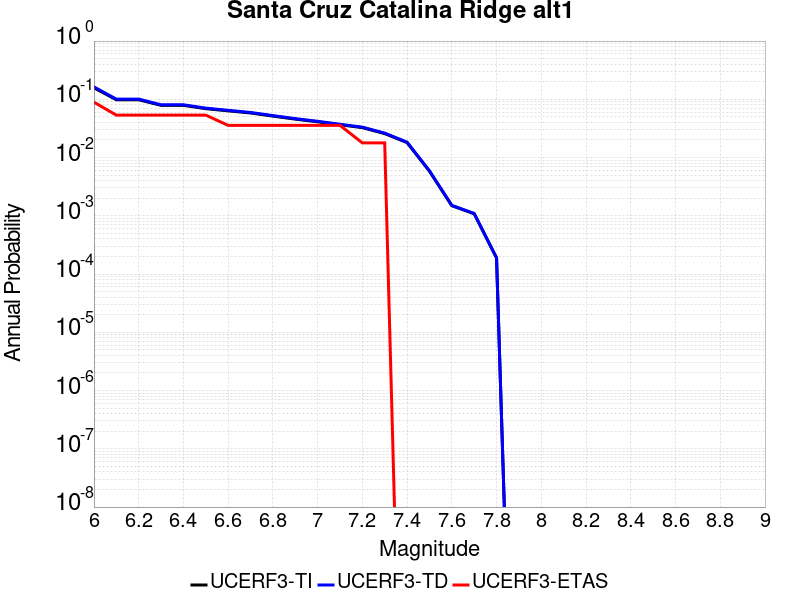 Santa Cruz Catalina Ridge alt1
10^0
10^-1
10^-2
10^-3
10^-4
10^-5
10^-6
10^-7
10^-8
Annual Probability
6 6.2 6.4 6.6 6.8 7 7.2 7.4 7.6 7.8 8 8.2 8.4 8.6 8.8 9
Magnitude
UCERF3-TI UCERF3-TD UCERF3-ETAS